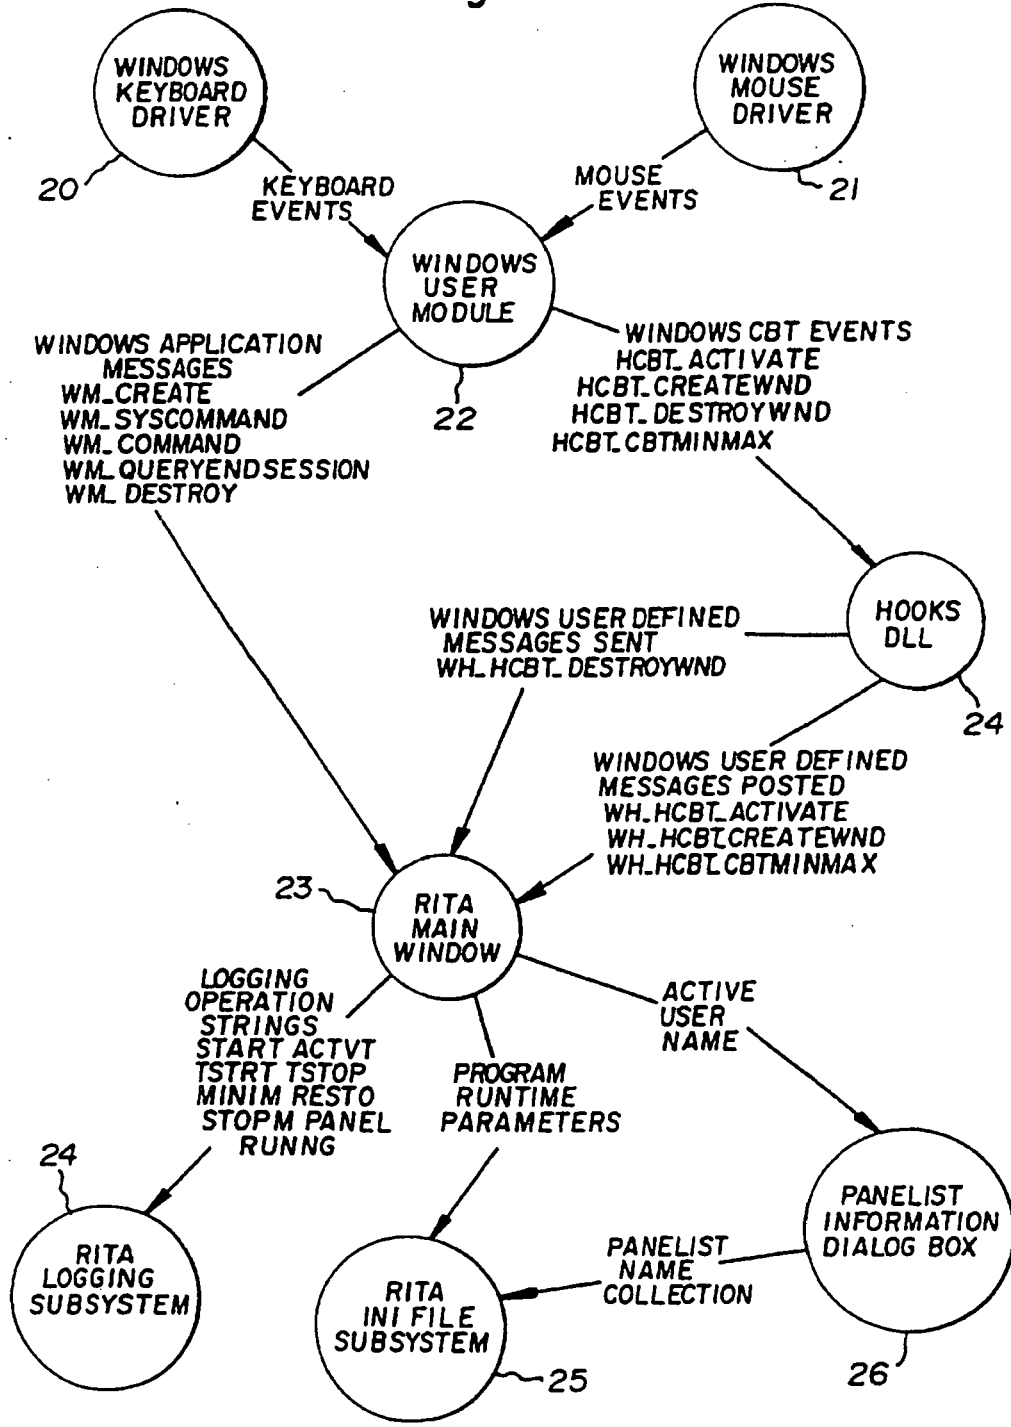 WINDOWS
KEYBOARD
DRIVER
20
WINDOWS
MOUSE
DRIVER
21
KEYBOARD
EVENTS
MOUSE
EVENTS
WINDOWS
USER
MODULE
22
WINDOWS APPLICATION
MESSAGES
WM_CREATE
WM_SYSCOMMAND
WM_COMMAND
WM_QUERYENDSESSION
WM_DESTROY
WINDOWS CBT EVENTS
HCBT_ACTIVATE
HCBT_CREATEWND
HCBT_DESTROYWND
HCBT_CBTMINMAX
HOOKS
DLL
24
WINDOWS USER DEFINED
MESSAGES SENT
WH_HCBT_DESTROYWND
WINDOWS USER DEFINED
MESSAGES POSTED
WH_HCBT_ACTIVATE
WH_HCBT_CREATEWND
WH_HCBT_CBTMINMAX
23
RITA
MAIN
WINDOW
LOGGING
OPERATION
STRINGS
START ACTVT
TSTRT TSTOP
MINIM RESTO
STOPM PANEL
RUNNG
PROGRAM
RUNTIME
PARAMETERS
ACTIVE
USER
NAME
24
RITA
LOGGING
SUBSYSTEM
RITA
INI FILE
SUBSYSTEM
25
PANELIST
NAME
COLLECTION
PANELIST
INFORMATION
DIALOG BOX
26